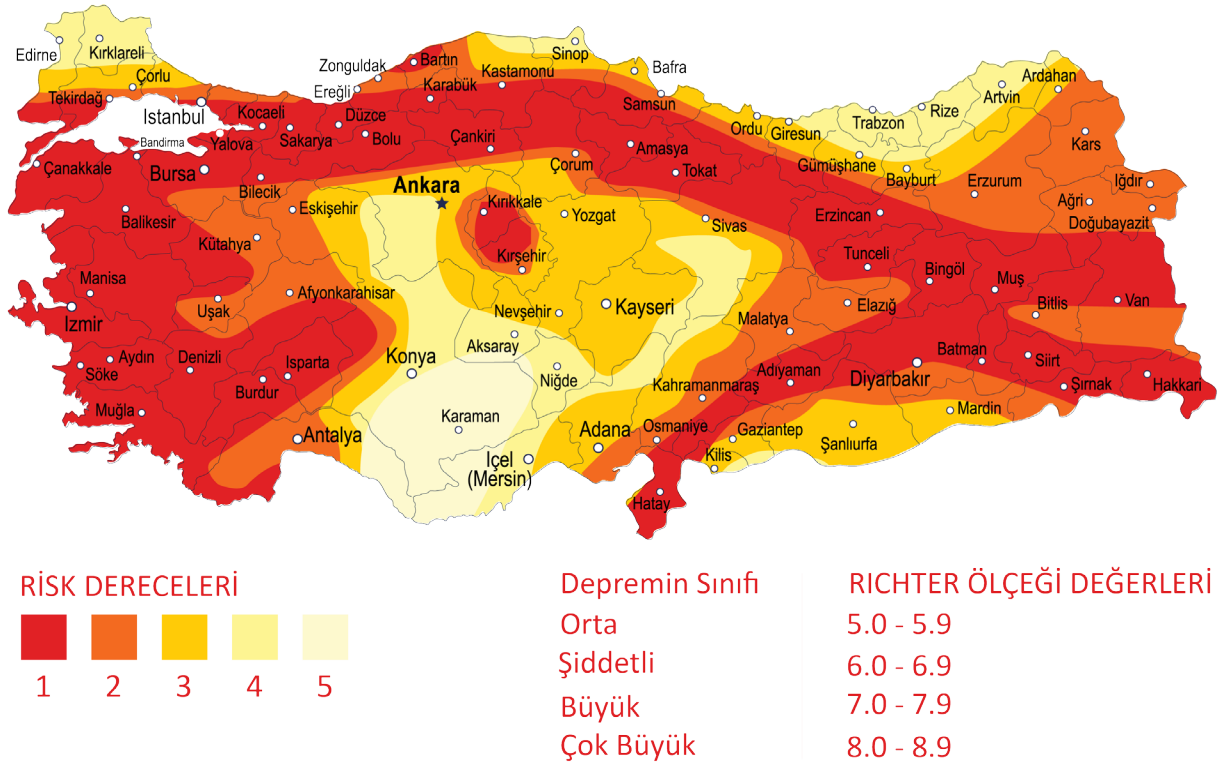 Edirne
Kırklareli
Çorlu
Tekirdağ
Istanbul
Kocaeli
Yalova
Sakarya
Bandirma
Bursa
Bilecik
Çanakkale
Balikesir
Zonguldak
Ereğli
Bartın
Karabük
Düzce
Bolu
Kastamonu
Çankiri
Sinop
Bafra
Samsun
Amasya
Tokat
Çorum
Ordu
Giresun
Trabzon
Rize
Artvin
Ardahan
Gümüşhane
Bayburt
Kars
Erzurum
Iğdır
Ağri
Doğubayazit
Erzincan
Ankara
Kırıkkale
Kırşehir
Yozgat
Sivas
Eskişehir
Kütahya
Uşak
Afyonkarahisar
Manisa
Izmir
Aydın
Söke
Denizli
Muğla
Burdur
Isparta
Antalya
Konya
Aksaray
Nevşehir
Kayseri
Niğde
Karaman
Içel
(Mersin)
Adana
Osmaniye
Kahramanmaraş
Malatya
Elazığ
Tunceli
Bingöl
Muş
Bitlis
Van
Adıyaman
Diyarbakır
Batman
Siirt
Şırnak
Hakkari
Mardin
Şanlıurfa
Gaziantep
Kilis
Hatay
RİSK DERECELERİ
1 2 3 4 5
Depremin Sınıfı RICHTER ÖLÇEĞİ DEĞERLERİ
Orta 5.0 - 5.9
Şiddetli 6.0 - 6.9
Büyük 7.0 - 7.9
Çok Büyük 8.0 - 8.9